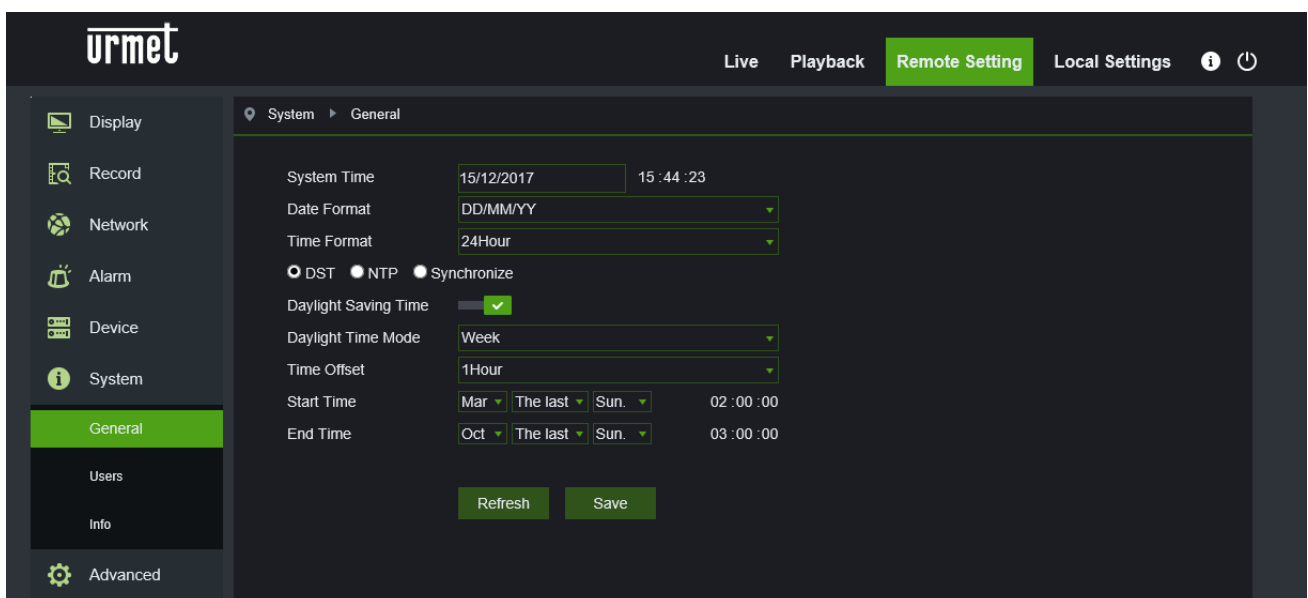 urmet
Live Playback Remote Setting Local Settings
Display
Record
Network
Alarm
Device
System
General
Users
Info
Advanced
System General
System Time 15/12/2017 15 :44 :23
Date Format DD/MM/YY
Time Format 24Hour
DST NTP Synchronize
Daylight Saving Time
Daylight Time Mode Week
Time Offset 1Hour
Start Time Mar The last Sun. 02 :00 :00
End Time Oct The last Sun. 03 :00 :00
Refresh Save